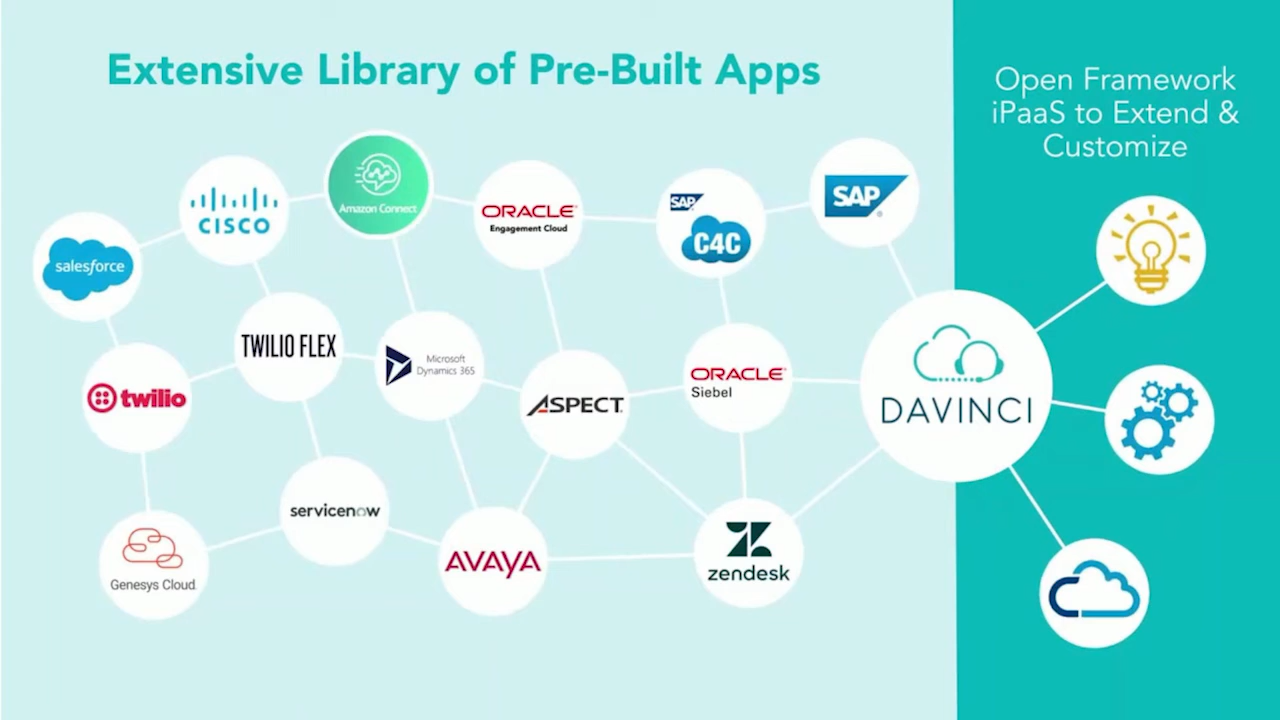 Extensive Library of Pre-Built Apps
Open Framework
iPaaS to Extend &
Customize
salesforce
CISCO
Amazon Connect
ORACLE®
Engagement Cloud
SAP
C4C
SAP®
twilio
TWILIO FLEX
Microsoft
Dynamics 365
ASPECT.
ORACLE®
Siebel
DAVINCI
Genesys Cloud.
servicenow
AVAYA
zendesk